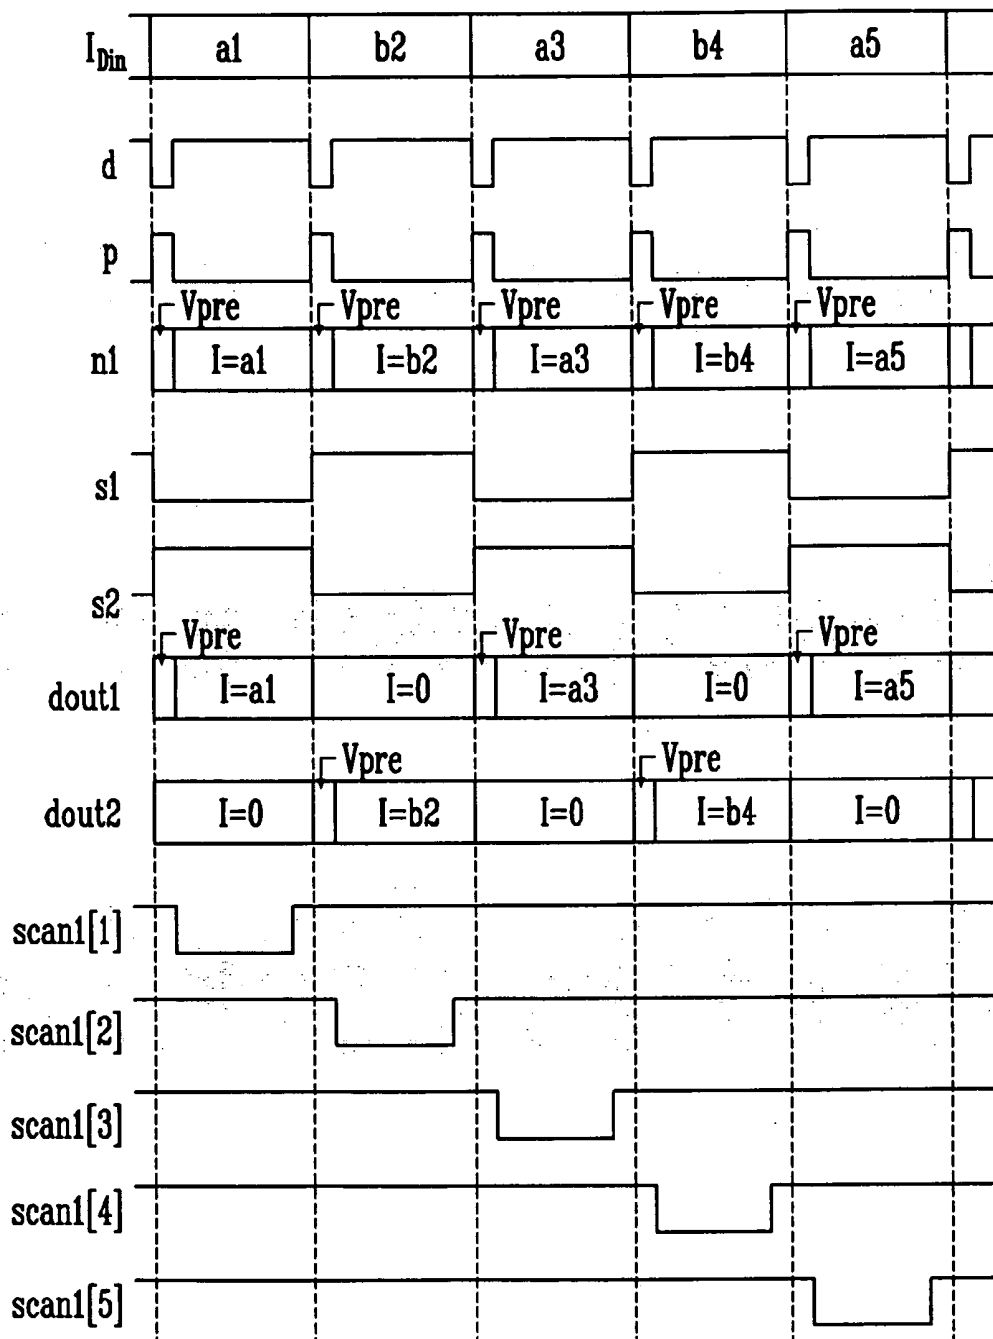 I_Din a1 b2 a3 b4 a5
d
p
Vpre Vpre Vpre Vpre Vpre
n1 I=a1 I=b2 I=a3 I=b4 I=a5
s1
s2
Vpre Vpre Vpre
dout1 I=a1 I=0 I=a3 I=0 I=a5
Vpre Vpre
dout2 I=0 I=b2 I=0 I=b4 I=0
scan1[1]
scan1[2]
scan1[3]
scan1[4]
scan1[5]